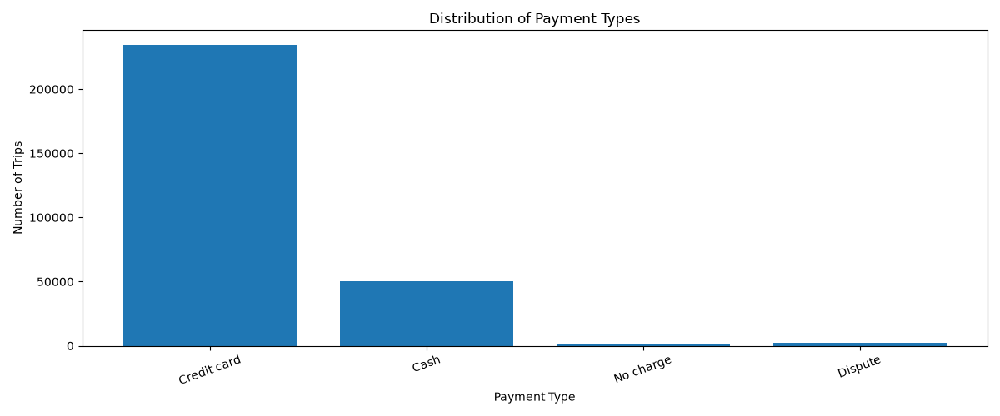 Distribution of Payment Types
Number of Trips
200000
150000
100000
50000
0
Credit card
Cash
No charge
Dispute
Payment Type